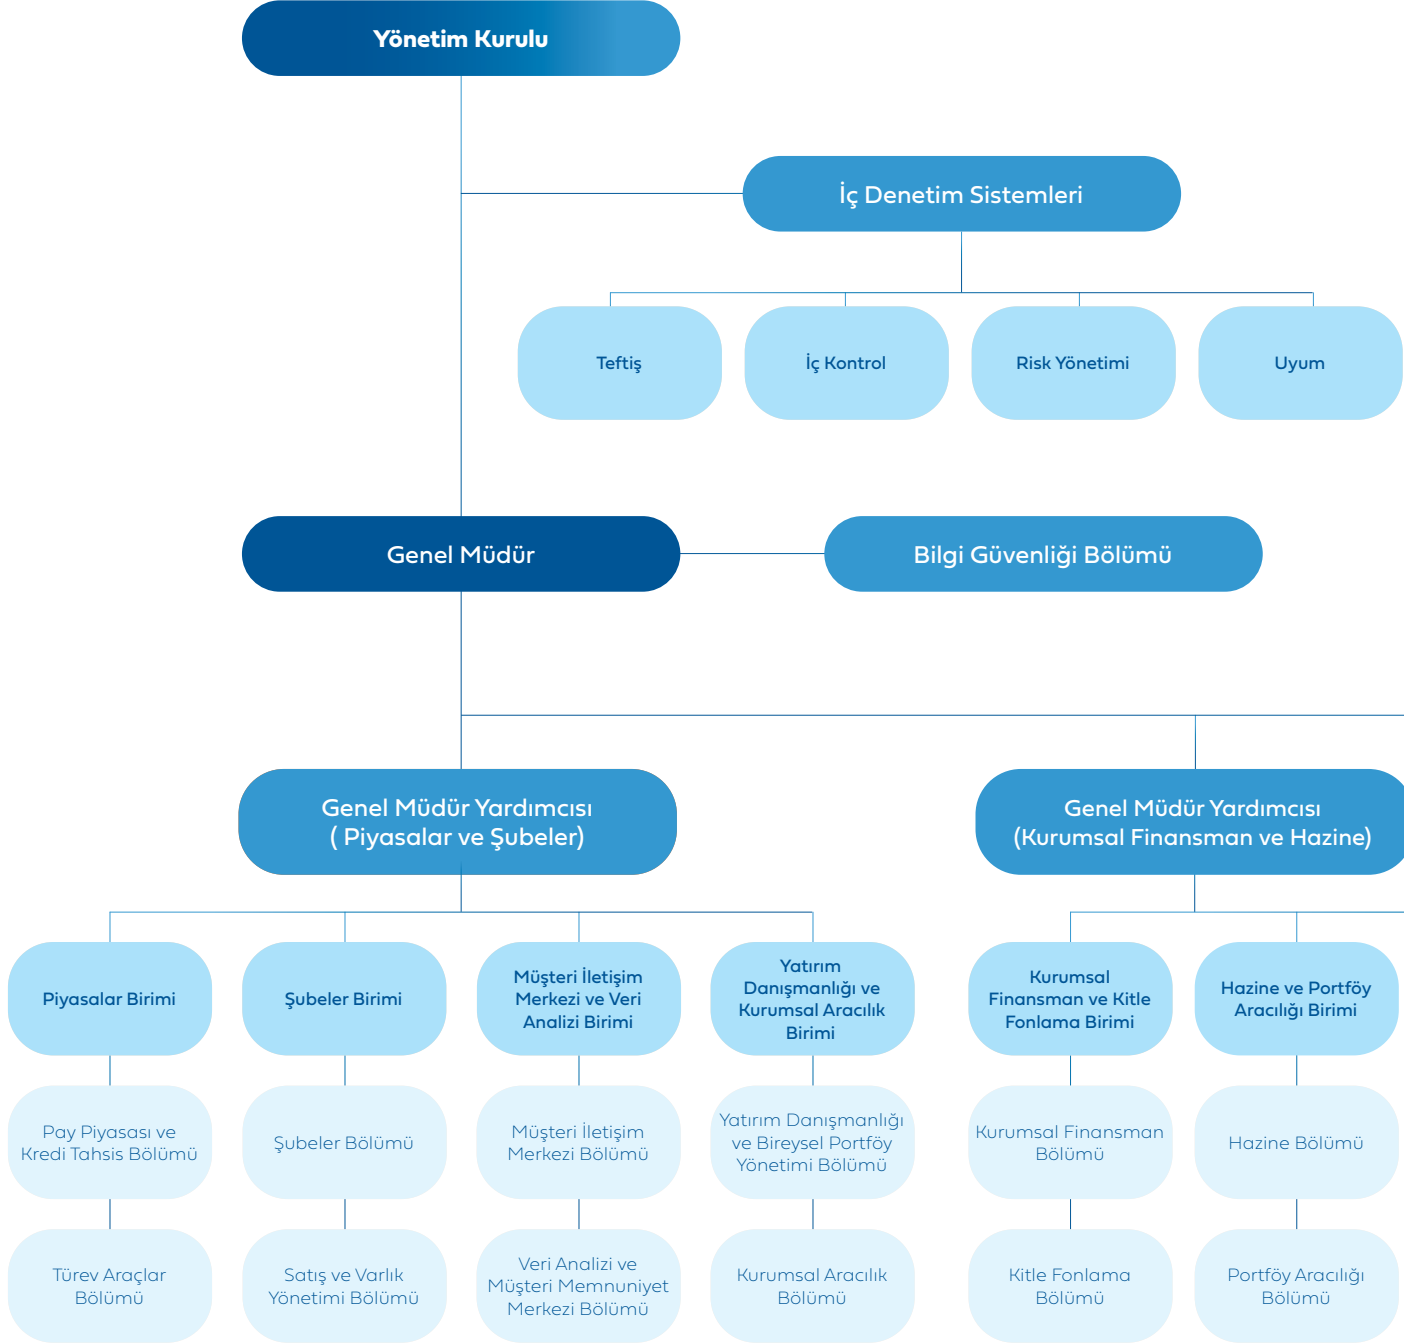 Yönetim Kurulu
İç Denetim Sistemleri
Teftiş
İç Kontrol
Risk Yönetimi
Uyum
Genel Müdür
Bilgi Güvenliği Bölümü
Genel Müdür Yardımcısı
( Piyasalar ve Şubeler)
Genel Müdür Yardımcısı
(Kurumsal Finansman ve Hazine)
Piyasalar Birimi
Şubeler Birimi
Müşteri İletişim
Merkezi ve Veri
Analizi Birimi
Yatırım
Danışmanlığı ve
Kurumsal Aracılık
Birimi
Kurumsal
Finansman ve Kitle
Fonlama Birimi
Hazine ve Portföy
Aracılığı Birimi
Pay Piyasası ve
Kredi Tahsis Bölümü
Şubeler Bölümü
Müşteri İletişim
Merkezi Bölümü
Yatırım Danışmanlığı
ve Bireysel Portföy
Yönetimi Bölümü
Kurumsal Finansman
Bölümü
Hazine Bölümü
Türev Araçlar
Bölümü
Satış ve Varlık
Yönetimi Bölümü
Veri Analizi ve
Müşteri Memnuniyet
Merkezi Bölümü
Kurumsal Aracılık
Bölümü
Kitle Fonlama
Bölümü
Portföy Aracılığı
Bölümü